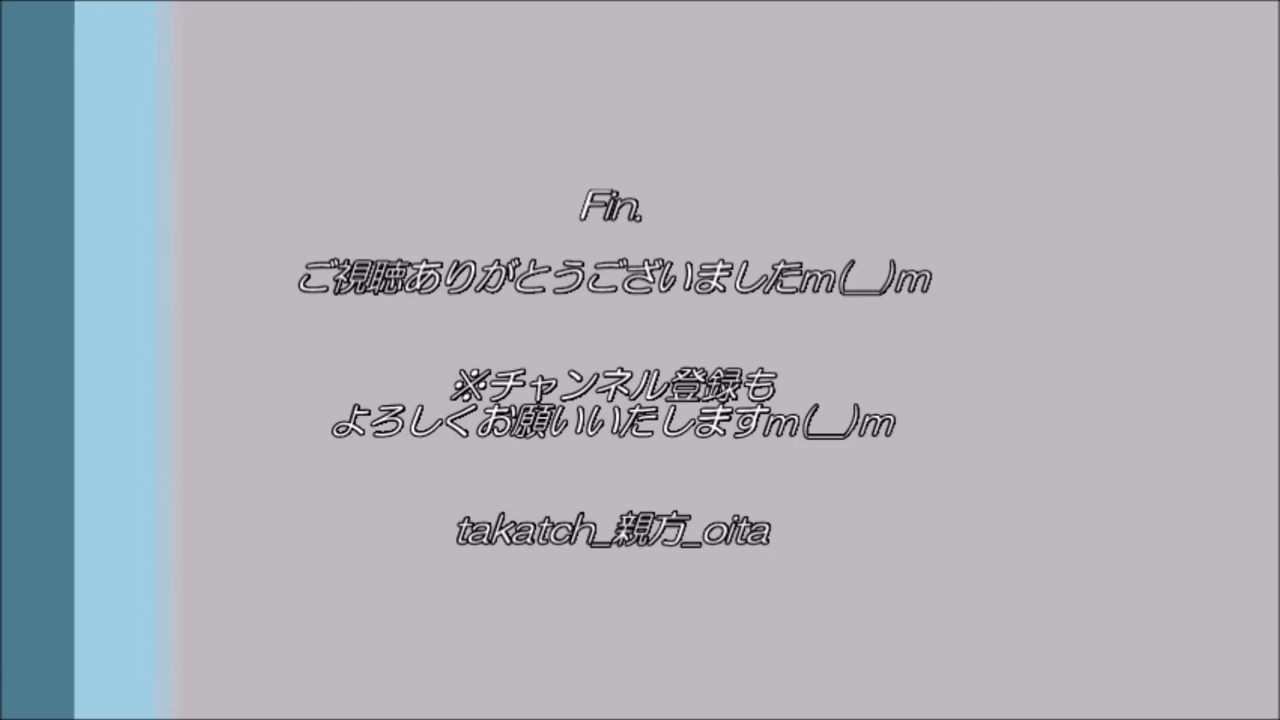 Fin.
ご視聴ありがとうございましたm(__)m
※チャンネル登録も
よろしくお願いいたしますm(__)m
takatch_親方_oita